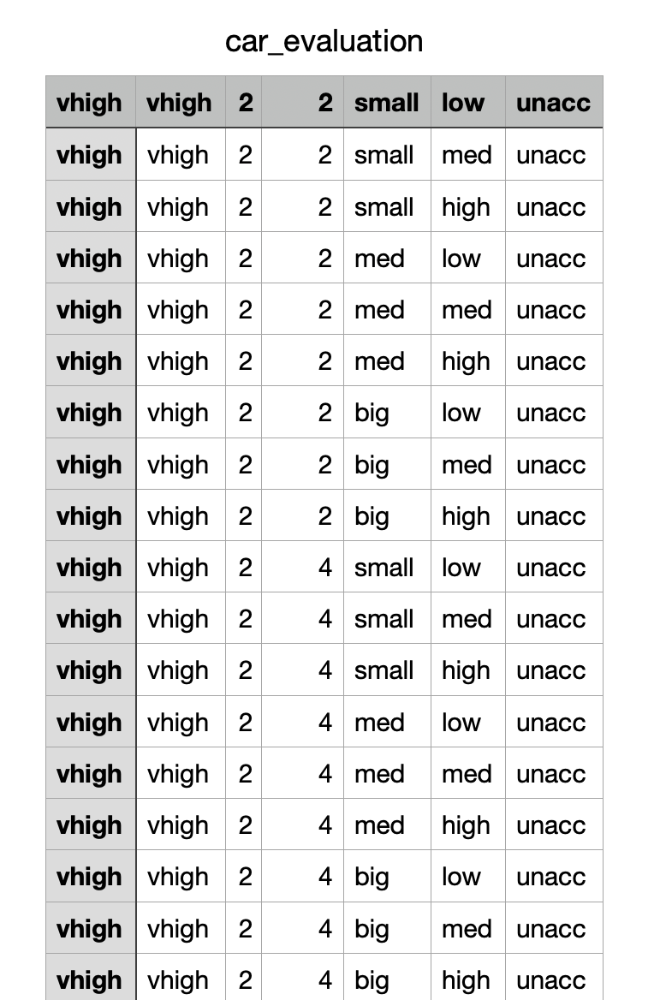 car_evaluation
vhigh vhigh 2 2 small low unacc
vhigh vhigh 2 2 small med unacc
vhigh vhigh 2 2 small high unacc
vhigh vhigh 2 2 med low unacc
vhigh vhigh 2 2 med med unacc
vhigh vhigh 2 2 med high unacc
vhigh vhigh 2 2 big low unacc
vhigh vhigh 2 2 big med unacc
vhigh vhigh 2 2 big high unacc
vhigh vhigh 2 4 small low unacc
vhigh vhigh 2 4 small med unacc
vhigh vhigh 2 4 small high unacc
vhigh vhigh 2 4 med low unacc
vhigh vhigh 2 4 med med unacc
vhigh vhigh 2 4 med high unacc
vhigh vhigh 2 4 big low unacc
vhigh vhigh 2 4 big med unacc
vhigh vhigh 2 4 big high unacc